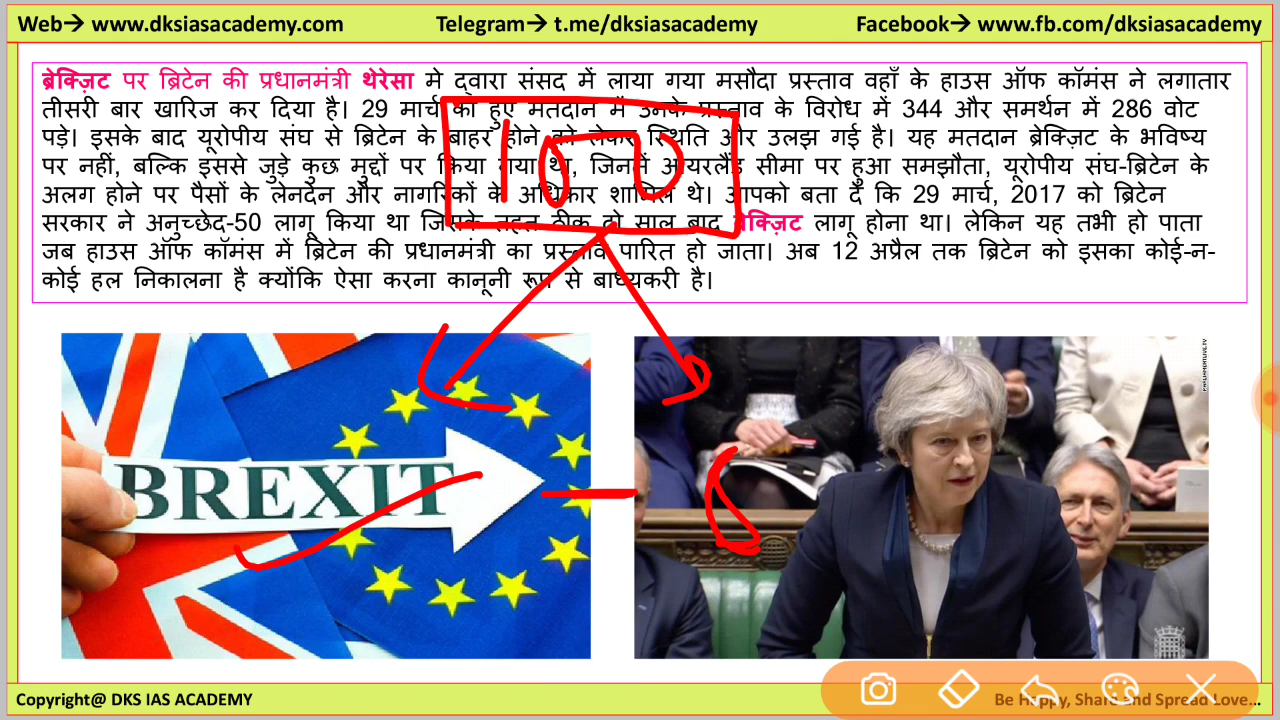 Web→ www.dksiasacademy.com Telegram→ t.me/dksiasacademy Facebook→ www.fb.com/dksiasacademy
ब्रेक्ज़िट पर ब्रिटेन की प्रधानमंत्री थेरेसा मे द्वारा संसद में लाया गया मसौदा प्रस्ताव वहाँ के हाउस ऑफ कॉमंस ने लगातार
तीसरी बार खारिज कर दिया है। 29 मार्च को हुए मतदान में उनके प्रस्ताव के विरोध में 344 और समर्थन में 286 वोट
पड़े। इसके बाद यूरोपीय संघ से ब्रिटेन के बाहर होने को लेकर स्थिति और उलझ गई है। यह मतदान ब्रेक्ज़िट के भविष्य
पर नहीं, बल्कि इससे जुड़े कुछ मुद्दों पर किया गया था, जिनमें आयरलैंड सीमा पर हुआ समझौता, यूरोपीय संघ-ब्रिटेन के
अलग होने पर पैसों के लेनदेन और नागरिकों के अधिकार शामिल थे। आपको बता दें कि 29 मार्च, 2017 को ब्रिटेन
सरकार ने अनुच्छेद-50 लागू किया था जिसके तहत ठीक दो साल बाद ब्रेक्ज़िट लागू होना था। लेकिन यह तभी हो पाता
जब हाउस ऑफ कॉमंस में ब्रिटेन की प्रधानमंत्री का प्रस्ताव पारित हो जाता। अब 12 अप्रैल तक ब्रिटेन को इसका कोई-न-
कोई हल निकालना है क्योंकि ऐसा करना कानूनी रूप से बाध्यकरी है।
100
BREXIT
Copyright@ DKS IAS ACADEMY Be Happy, Share and Spread Love...